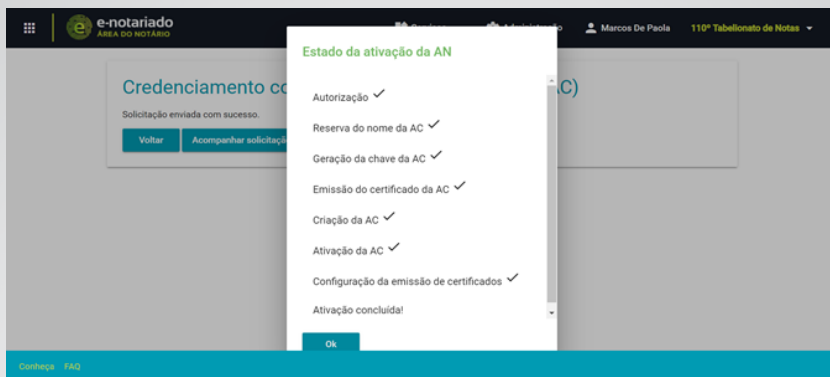 e-notariado
ÁREA DO NOTÁRIO
Serviços
Administração
Marcos De Paola
110º Tabelionato de Notas
Credenciamento co
AC)
Solicitação enviada com sucesso.
Voltar
Acompanhar solicitaçã
Estado da ativação da AN
Autorização
Reserva do nome da AC
Geração da chave da AC
Emissão do certificado da AC
Criação da AC
Ativação da AC
Configuração da emissão de certificados
Ativação concluída!
Ok
Conheça FAQ